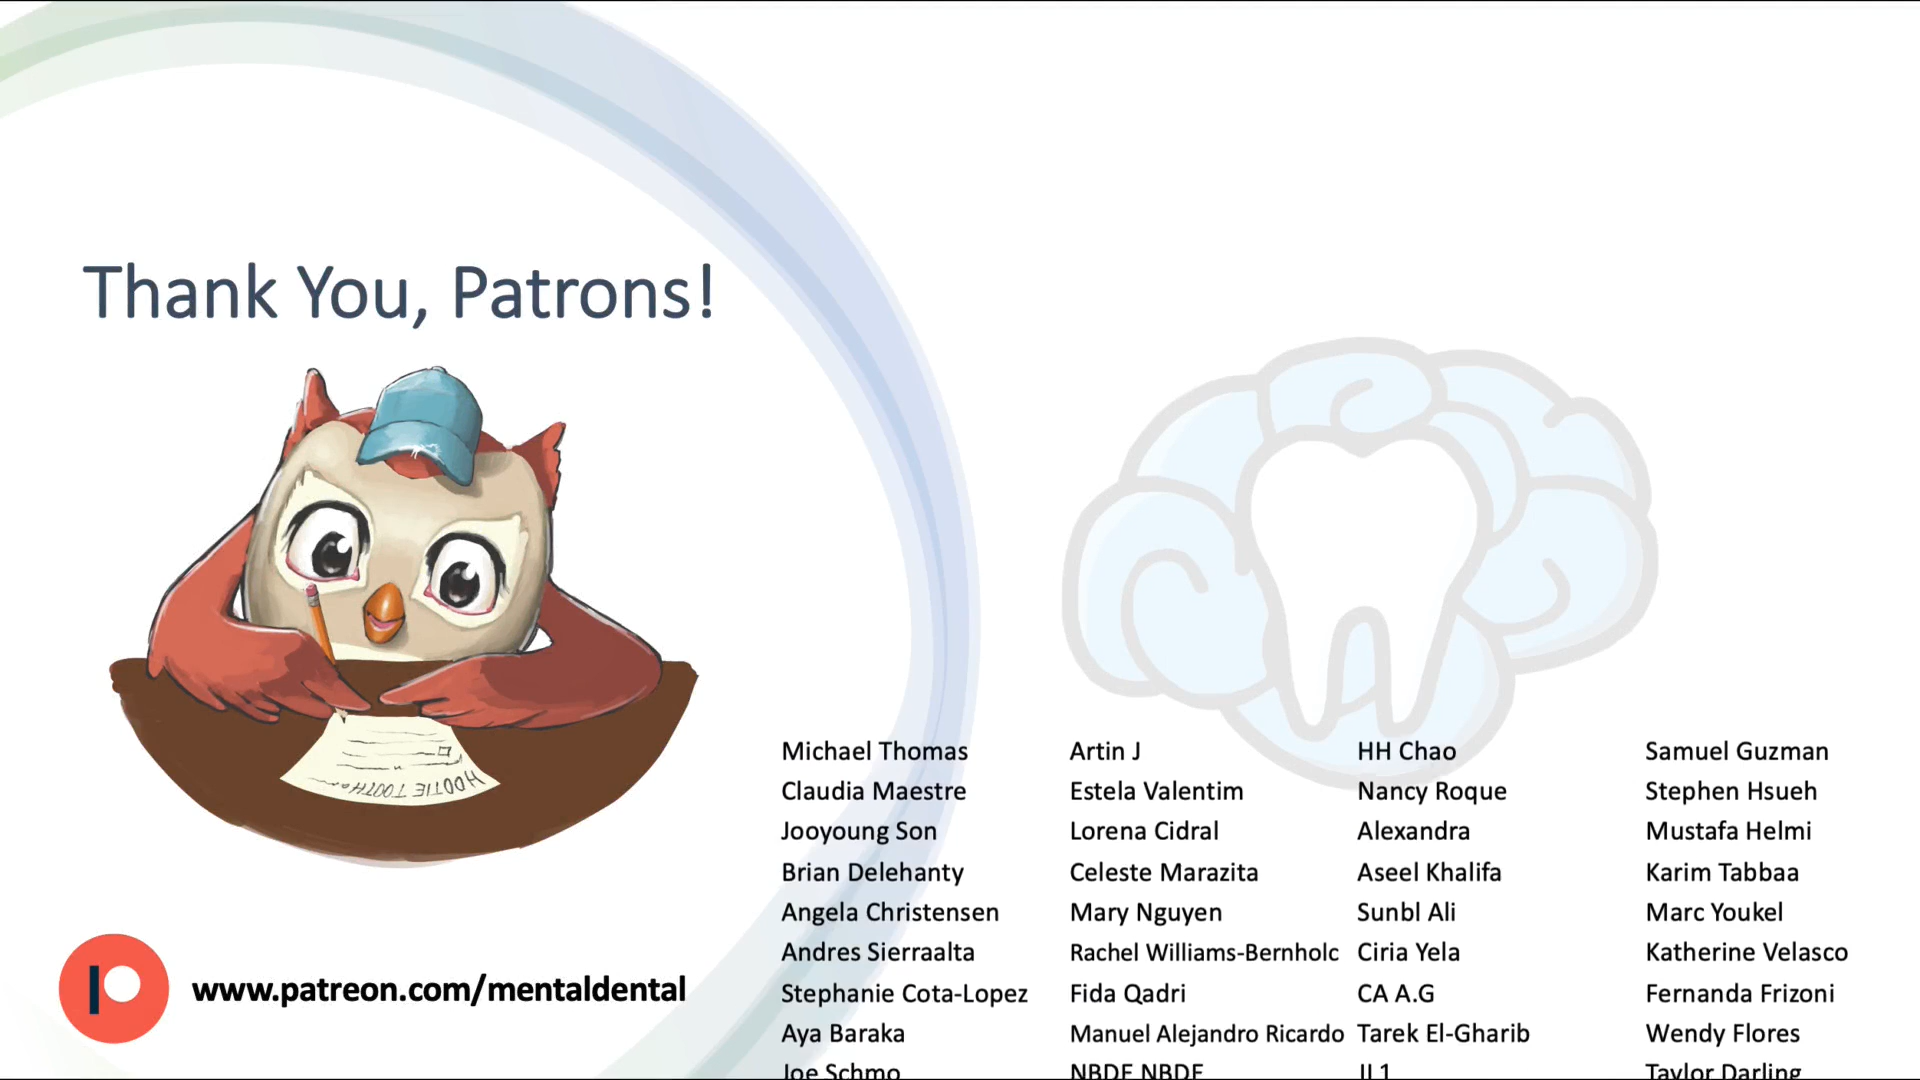 Thank You, Patrons!
HOOTIE TOOTH
www.patreon.com/mentaldental
Michael Thomas
Claudia Maestre
Jooyoung Son
Brian Delehanty
Angela Christensen
Andres Sierraalta
Stephanie Cota-Lopez
Aya Baraka
Joe Schmo
Artin J
Estela Valentim
Lorena Cidral
Celeste Marazita
Mary Nguyen
Rachel Williams-Bernholc
Fida Qadri
Manuel Alejandro Ricardo
NBDE NBDE
HH Chao
Nancy Roque
Alexandra
Aseel Khalifa
Sunbl Ali
Ciria Yela
CA A.G
Tarek El-Gharib
Samuel Guzman
Stephen Hsueh
Mustafa Helmi
Karim Tabbaa
Marc Youkel
Katherine Velasco
Fernanda Frizoni
Wendy Flores
Taylor Darling